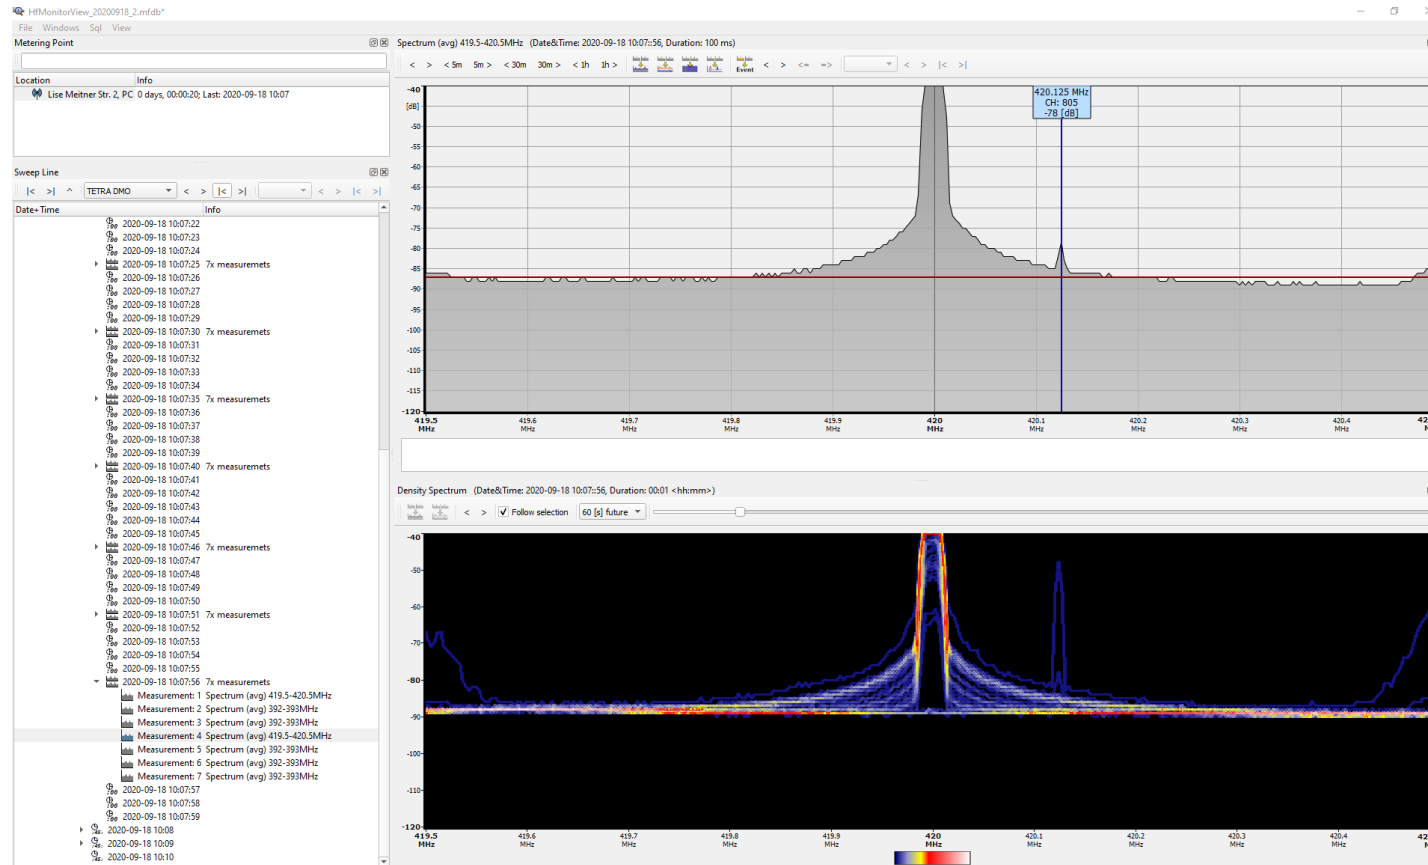 HfMonitorView_20200918_2.mfdb*
File Windows Sql View
Metering Point
Location Info
Lise Meitner Str. 2, PC 0 days, 00:00:20; Last: 2020-09-18 10:07
Sweep Line
|< >| ^ TETRA DMO < > |< >| < > |< >|
Date+Time Info
2020-09-18 10:07:22
2020-09-18 10:07:23
2020-09-18 10:07:24
2020-09-18 10:07:25 7x measuremets
2020-09-18 10:07:26
2020-09-18 10:07:27
2020-09-18 10:07:28
2020-09-18 10:07:29
2020-09-18 10:07:30 7x measuremets
2020-09-18 10:07:31
2020-09-18 10:07:32
2020-09-18 10:07:33
2020-09-18 10:07:34
2020-09-18 10:07:35 7x measuremets
2020-09-18 10:07:36
2020-09-18 10:07:37
2020-09-18 10:07:38
2020-09-18 10:07:39
2020-09-18 10:07:40 7x measuremets
2020-09-18 10:07:41
2020-09-18 10:07:42
2020-09-18 10:07:43
2020-09-18 10:07:44
2020-09-18 10:07:45
2020-09-18 10:07:46 7x measuremets
2020-09-18 10:07:47
2020-09-18 10:07:48
2020-09-18 10:07:49
2020-09-18 10:07:50
2020-09-18 10:07:51 7x measuremets
2020-09-18 10:07:52
2020-09-18 10:07:53
2020-09-18 10:07:54
2020-09-18 10:07:55
2020-09-18 10:07:56 7x measuremets
Measurement: 1 Spectrum (avg) 419.5-420.5MHz
Measurement: 2 Spectrum (avg) 392-393MHz
Measurement: 3 Spectrum (avg) 392-393MHz
Measurement: 4 Spectrum (avg) 419.5-420.5MHz
Measurement: 5 Spectrum (avg) 392-393MHz
Measurement: 6 Spectrum (avg) 392-393MHz
Measurement: 7 Spectrum (avg) 392-393MHz
2020-09-18 10:07:57
2020-09-18 10:07:58
2020-09-18 10:07:59
2020-09-18 10:08
2020-09-18 10:09
2020-09-18 10:10
Spectrum (avg) 419.5-420.5MHz (Date&Time: 2020-09-18 10:07::56, Duration: 100 ms)
< > < 5m 5m > < 30m 30m > < 1h 1h > Event < > <= => < > |< >|
-40
[dB]
-50
-55
-60
-65
-70
-75
-80
-85
-90
-95
-100
-105
-110
-115
-120
420.125 MHz
CH: 805
-78 [dB]
419.5 419.6 419.7 419.8 419.9 420 420.1 420.2 420.3 420.4
MHz MHz MHz MHz MHz MHz MHz MHz MHz MHz
Density Spectrum (Date&Time: 2020-09-18 10:07::56, Duration: 00:01 <hh:mm>)
< > Follow selection 60 [s] future
-40
-50
-60
-70
-80
-90
-100
-110
-120
419.5 419.6 419.7 419.8 419.9 420 420.1 420.2 420.3 420.4
MHz MHz MHz MHz MHz MHz MHz MHz MHz MHz